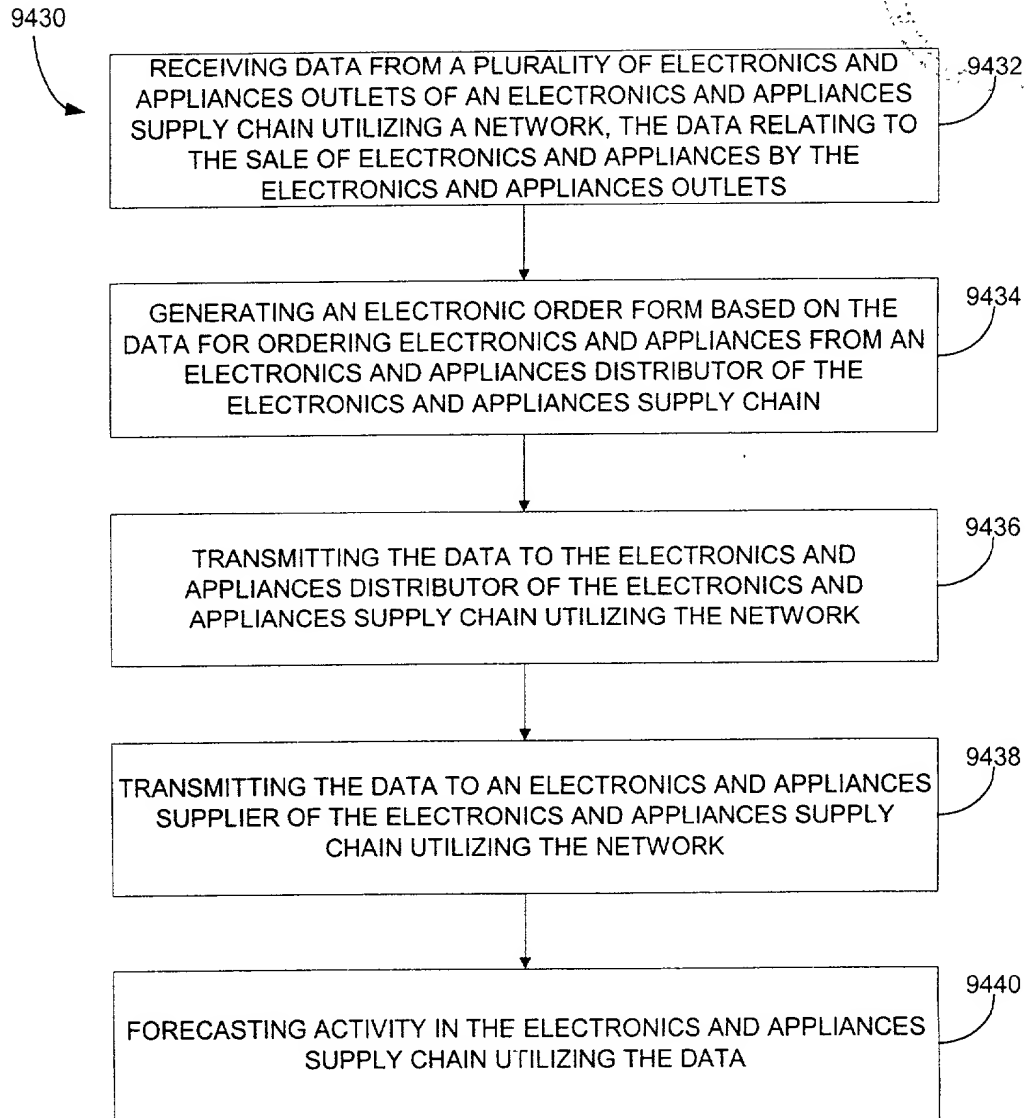 9430
RECEIVING DATA FROM A PLURALITY OF ELECTRONICS AND
APPLIANCES OUTLETS OF AN ELECTRONICS AND APPLIANCES
SUPPLY CHAIN UTILIZING A NETWORK, THE DATA RELATING TO
THE SALE OF ELECTRONICS AND APPLIANCES BY THE
ELECTRONICS AND APPLIANCES OUTLETS
9432
GENERATING AN ELECTRONIC ORDER FORM BASED ON THE
DATA FOR ORDERING ELECTRONICS AND APPLIANCES FROM AN
ELECTRONICS AND APPLIANCES DISTRIBUTOR OF THE
ELECTRONICS AND APPLIANCES SUPPLY CHAIN
9434
TRANSMITTING THE DATA TO THE ELECTRONICS AND
APPLIANCES DISTRIBUTOR OF THE ELECTRONICS AND
APPLIANCES SUPPLY CHAIN UTILIZING THE NETWORK
9436
TRANSMITTING THE DATA TO AN ELECTRONICS AND APPLIANCES
SUPPLIER OF THE ELECTRONICS AND APPLIANCES SUPPLY
CHAIN UTILIZING THE NETWORK
9438
FORECASTING ACTIVITY IN THE ELECTRONICS AND APPLIANCES
SUPPLY CHAIN UTILIZING THE DATA
9440